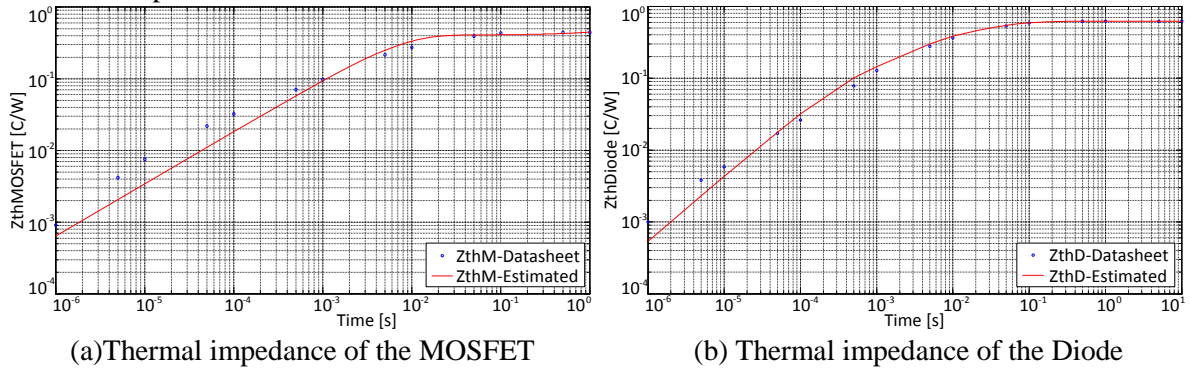 10^0
10^-1
10^-2
10^-3
10^-4
ZthMOSFET [C/W]
ZthM-Datasheet
ZthM-Estimated
10^-6
10^-5
10^-4
10^-3
10^-2
10^-1
10^0
Time [s]
(a)Thermal impedance of the MOSFET
10^0
10^-1
10^-2
10^-3
10^-4
ZthDiode [C/W]
ZthD-Datasheet
ZthD-Estimated
10^-6
10^-5
10^-4
10^-3
10^-2
10^-1
10^0
10^1
Time [s]
(b) Thermal impedance of the Diode